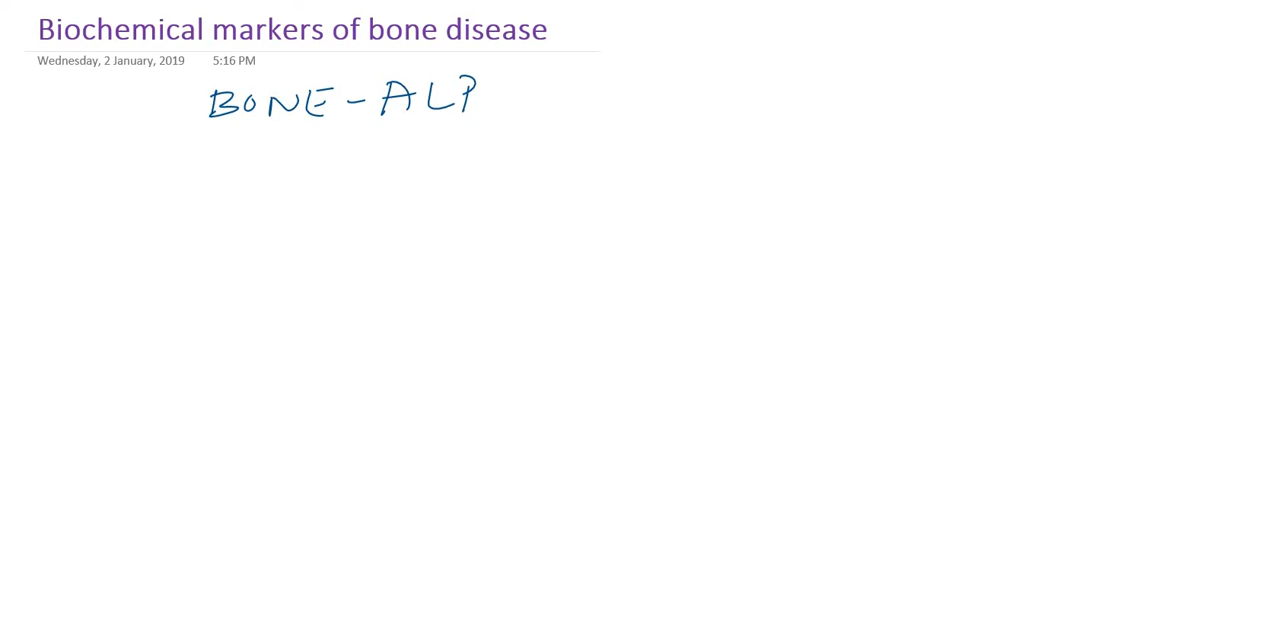 Biochemical markers of bone disease
Wednesday, 2 January, 2019 5:16 PM
BONE - ALP